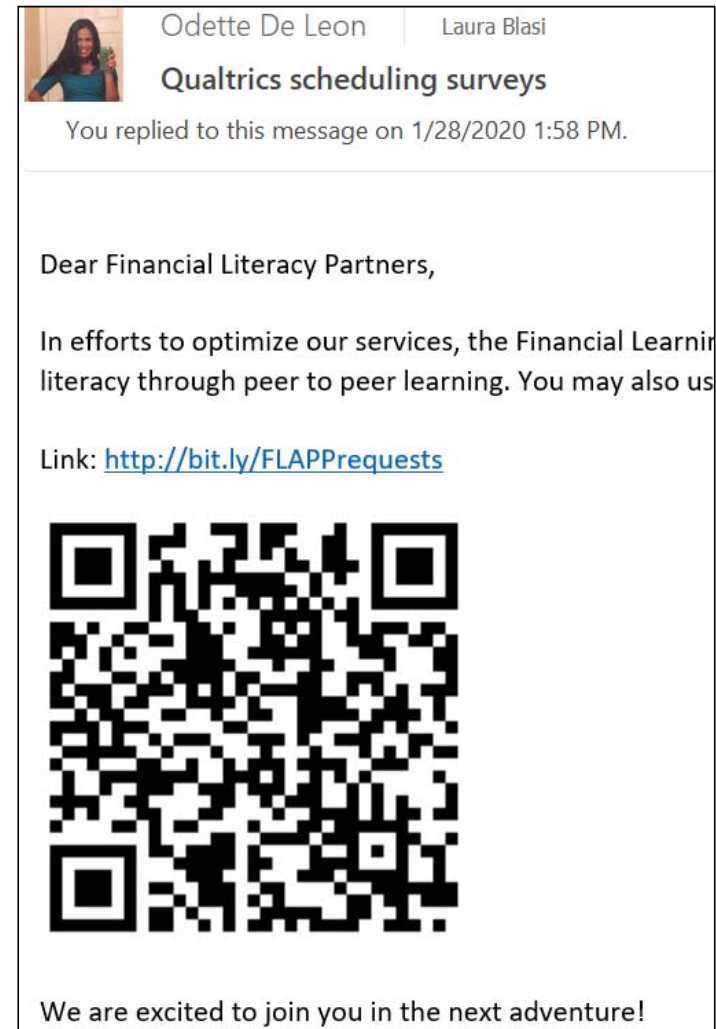 Odette De Leon Laura Blasi
Qualtrics scheduling surveys
You replied to this message on 1/28/2020 1:58 PM.
Dear Financial Literacy Partners,
In efforts to optimize our services, the Financial
literacy through peer to peer learning. You may also
Link: http://bit.ly/FLAPPrequests
We are excited to join you in the next adventure!